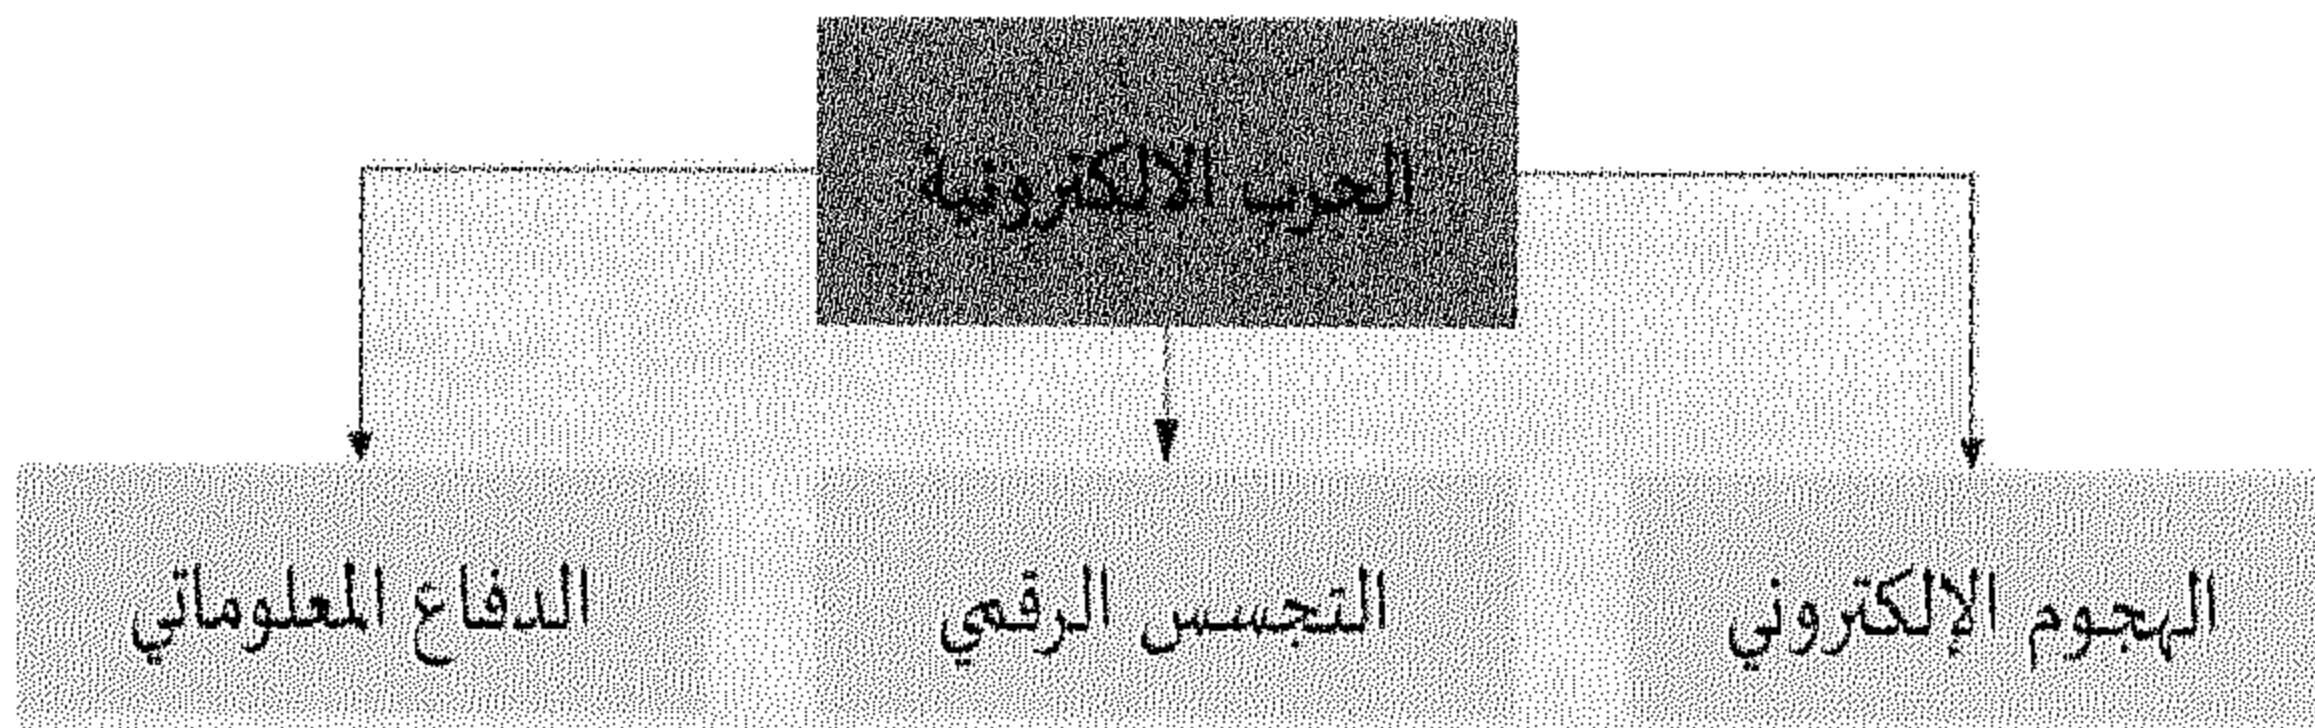 الحرب الالكترونية
الهجوم الإلكتروني
التجسس الرقمي
الدفاع المعلوماتي